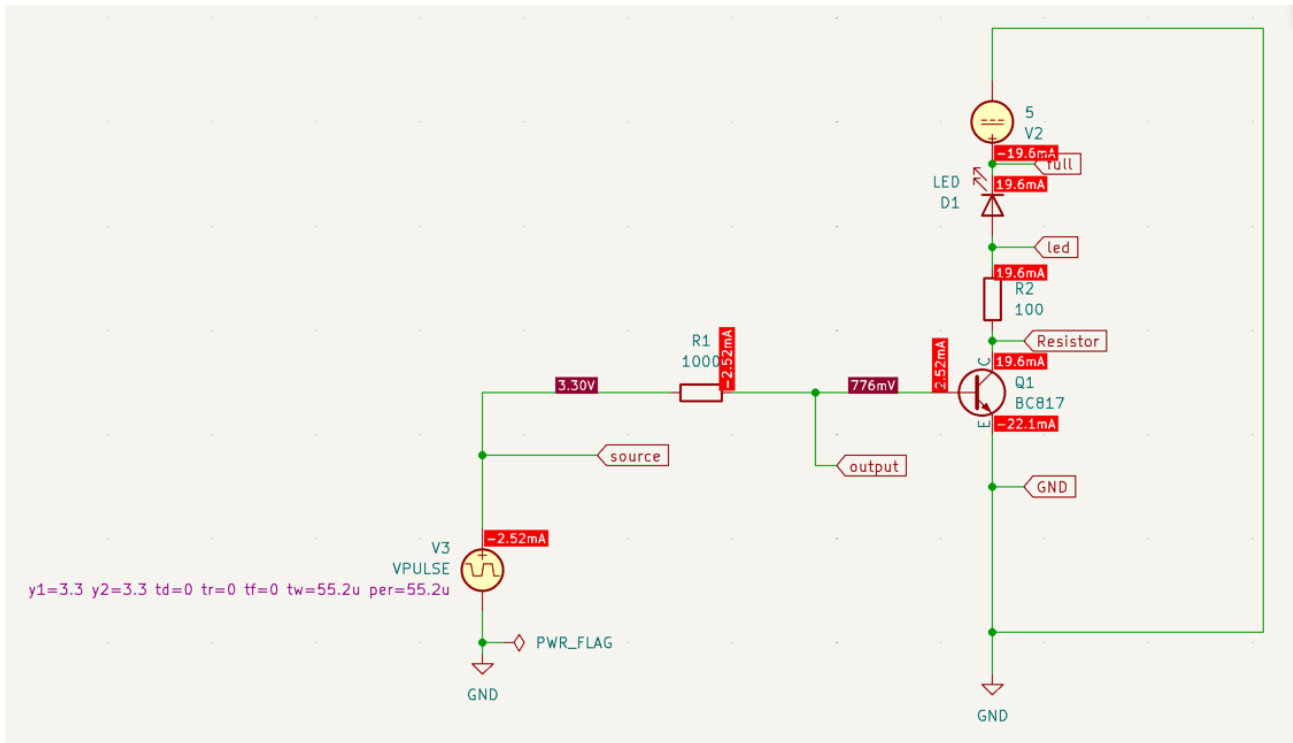 5
V2
-19.6mA
full
LED
19.6mA
D1
led
19.6mA
R2
100
R1
1000
-2.52mA
Resistor
C
19.6mA
3.30V
776mV
2.52mA
Q1
BC817
E
-22.1mA
source
output
GND
-2.52mA
V3
VPULSE
y1=3.3 y2=3.3 td=0 tr=0 tf=0 tw=55.2u per=55.2u
PWR_FLAG
GND
GND